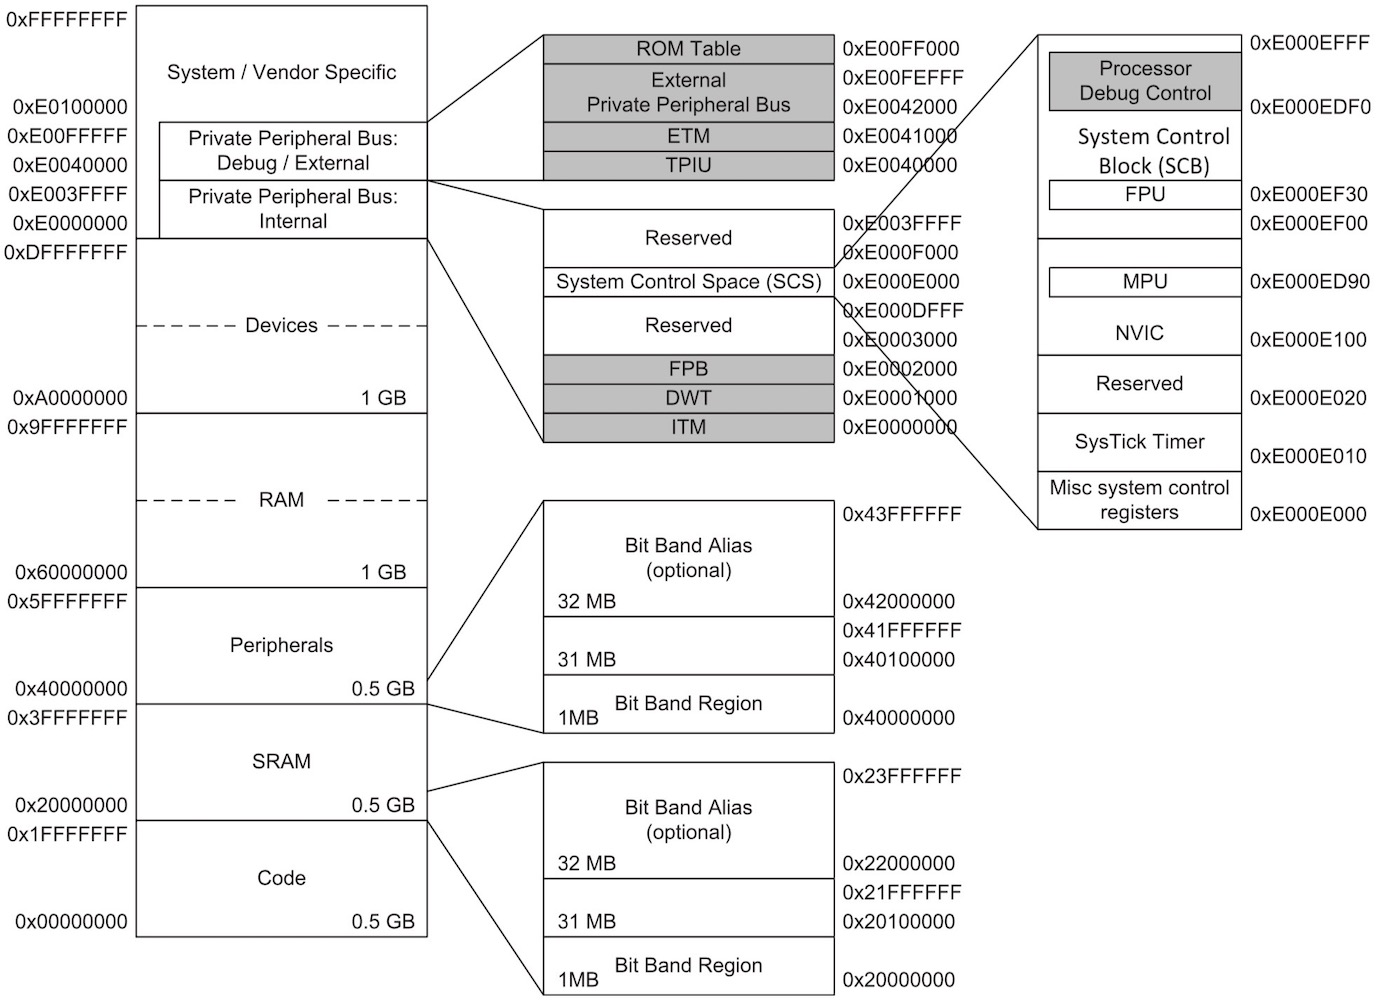 0xFFFFFFFF
System / Vendor Specific
0xE0100000
0xE00FFFFF
Private Peripheral Bus:
Debug / External
0xE0040000
0xE003FFFF
Private Peripheral Bus:
Internal
0xE0000000
0xDFFFFFFF
Devices
0xA0000000
1 GB
0x9FFFFFFF
RAM
0x60000000
1 GB
0x5FFFFFFF
Peripherals
0x40000000
0.5 GB
0x3FFFFFFF
SRAM
0x20000000
0.5 GB
0x1FFFFFFF
Code
0x00000000
0.5 GB
ROM Table
0xE00FF000
External
Private Peripheral Bus
0xE00FEFFF
0xE0042000
ETM
0xE0041000
TPIU
0xE0040000
Reserved
0xE003FFFF
0xE000F000
System Control Space (SCS)
0xE000E000
Reserved
0xE000DFFF
0xE0003000
FPB
0xE0002000
DWT
0xE0001000
ITM
0xE0000000
0x43FFFFFF
Bit Band Alias
(optional)
32 MB
0x42000000
0x41FFFFFF
31 MB
0x40100000
Bit Band Region
1MB
0x40000000
0x23FFFFFF
Bit Band Alias
(optional)
32 MB
0x22000000
0x21FFFFFF
31 MB
0x20100000
Bit Band Region
1MB
0x20000000
0xE000EFFF
Processor
Debug Control
0xE000EDF0
System Control
Block (SCB)
FPU
0xE000EF30
0xE000EF00
MPU
0xE000ED90
NVIC
0xE000E100
Reserved
0xE000E020
SysTick Timer
0xE000E010
Misc system control
registers
0xE000E000